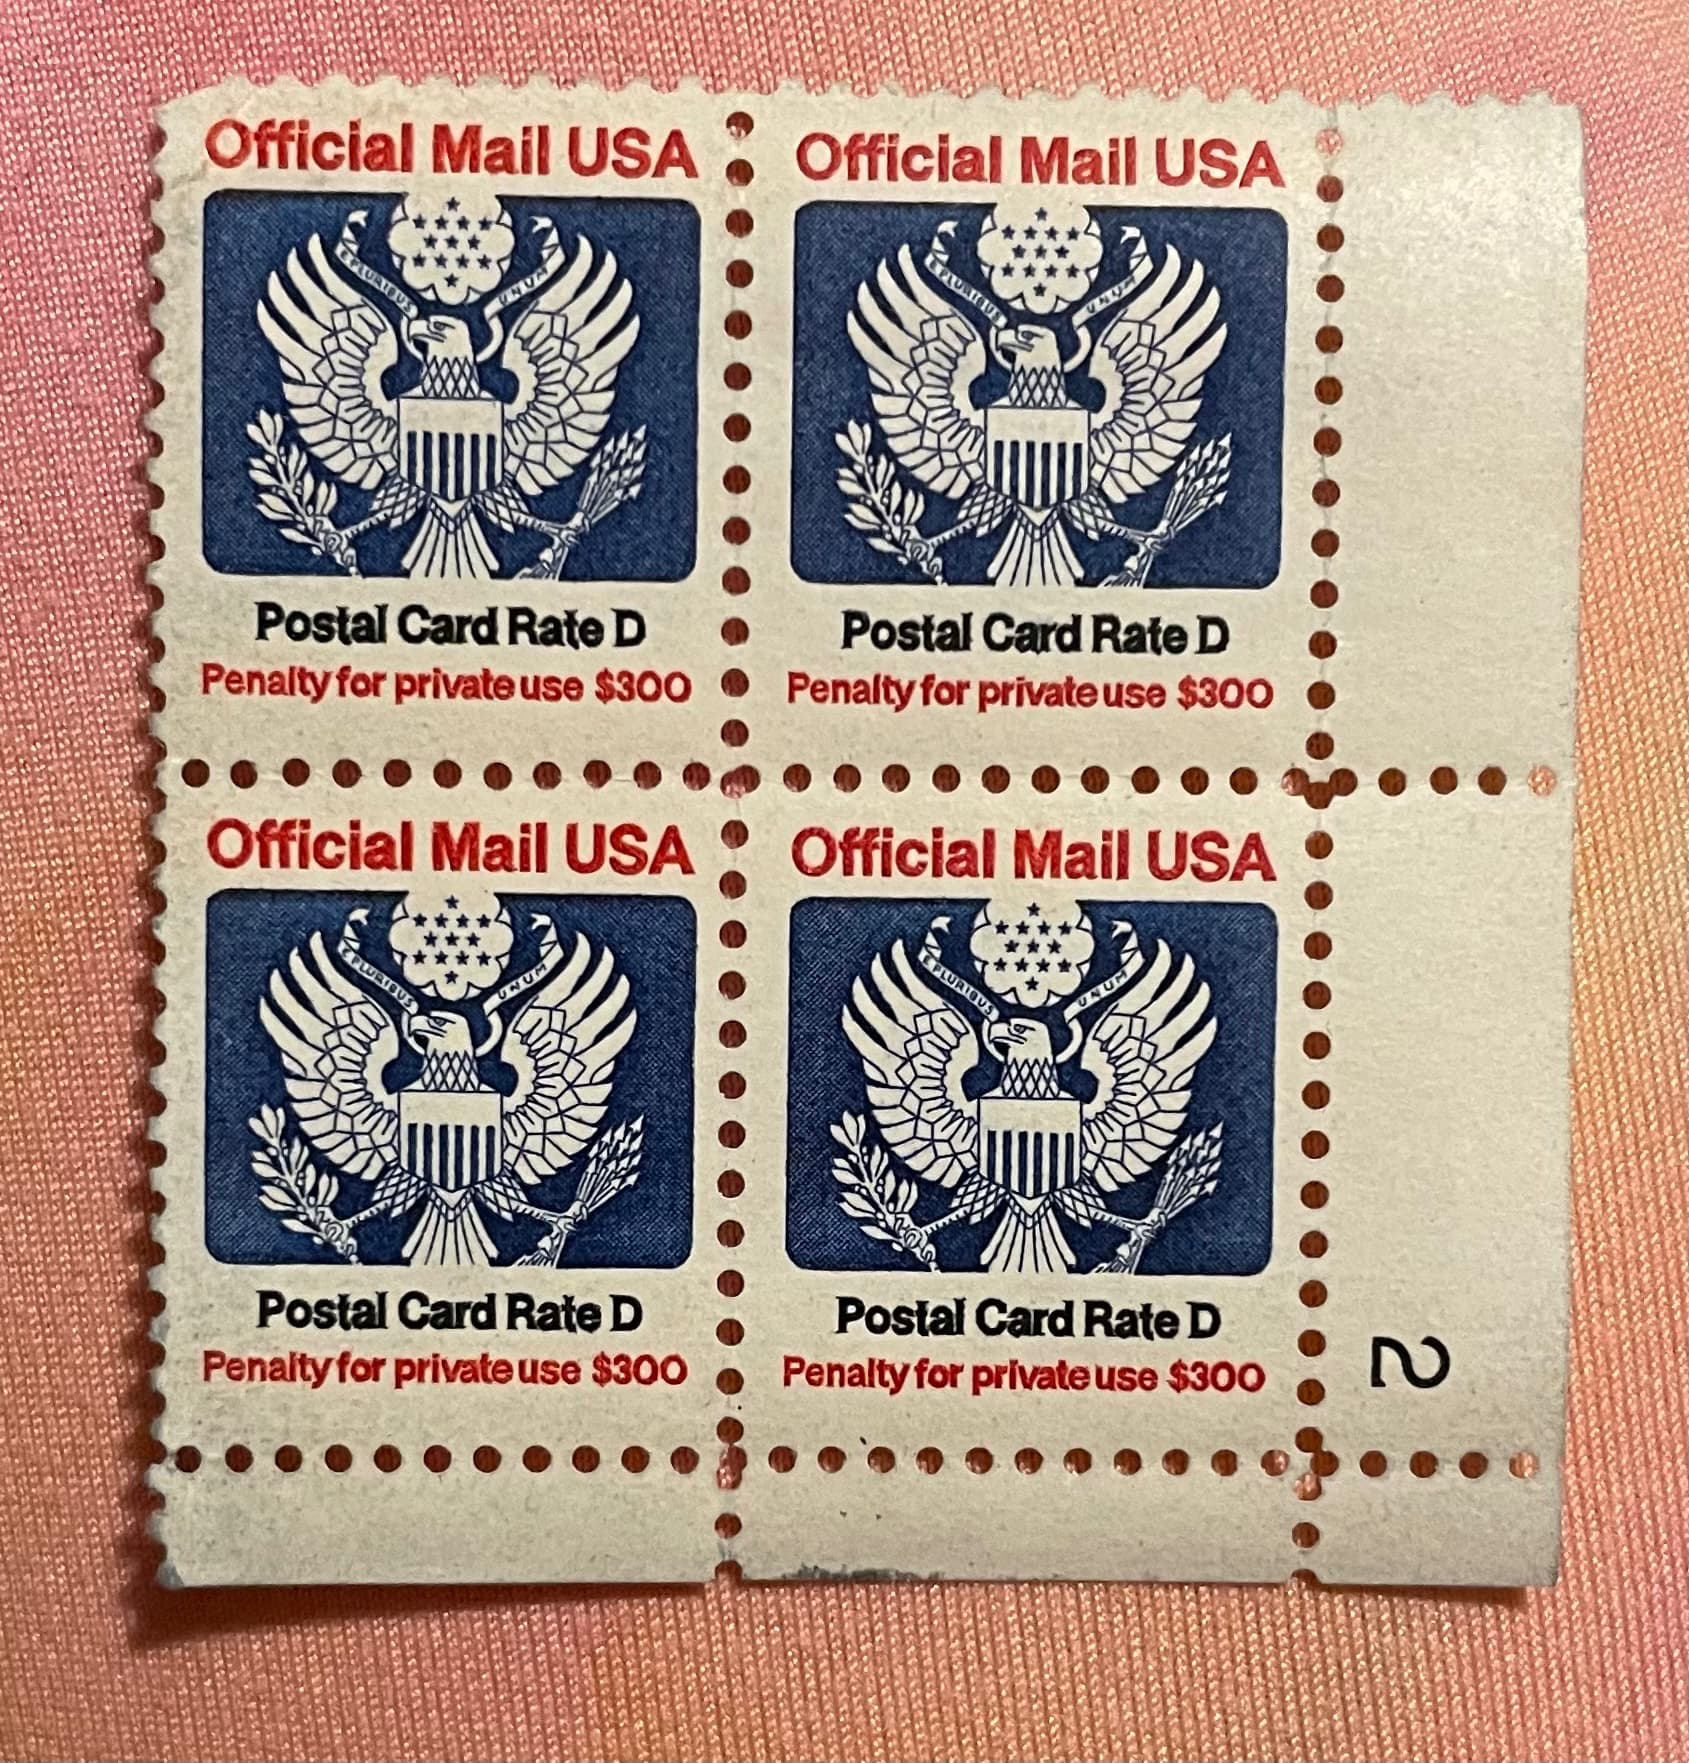 Official Mail USA
E PLURIBUS UNUM
Postal Card Rate D
Penalty for private use $300
Official Mail USA
E PLURIBUS UNUM
Postal Card Rate D
Penalty for private use $300
Official Mail USA
E PLURIBUS UNUM
Postal Card Rate D
Penalty for private use $300
Official Mail USA
E PLURIBUS UNUM
Postal Card Rate D
Penalty for private use $300
2